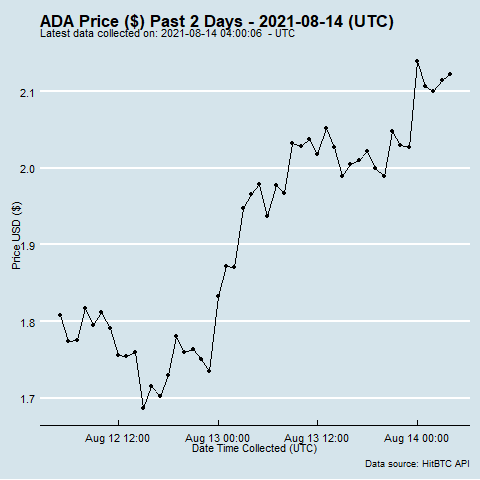 ADA Price ($) Past 2 Days - 2021-08-14 (UTC)
Latest data collected on: 2021-08-14 04:00:06 - UTC
2.1
2.0
1.9
1.8
1.7
Price USD ($)
Aug 12 12:00
Aug 13 00:00
Aug 13 12:00
Aug 14 00:00
Date Time Collected (UTC)
Data source: HitBTC API